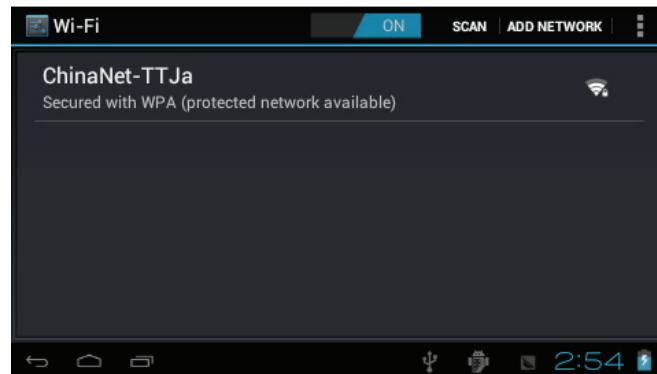 Wi-Fi ON SCAN ADD NETWORK
ChinaNet-TTJa
Secured with WPA (protected network available)
2:54